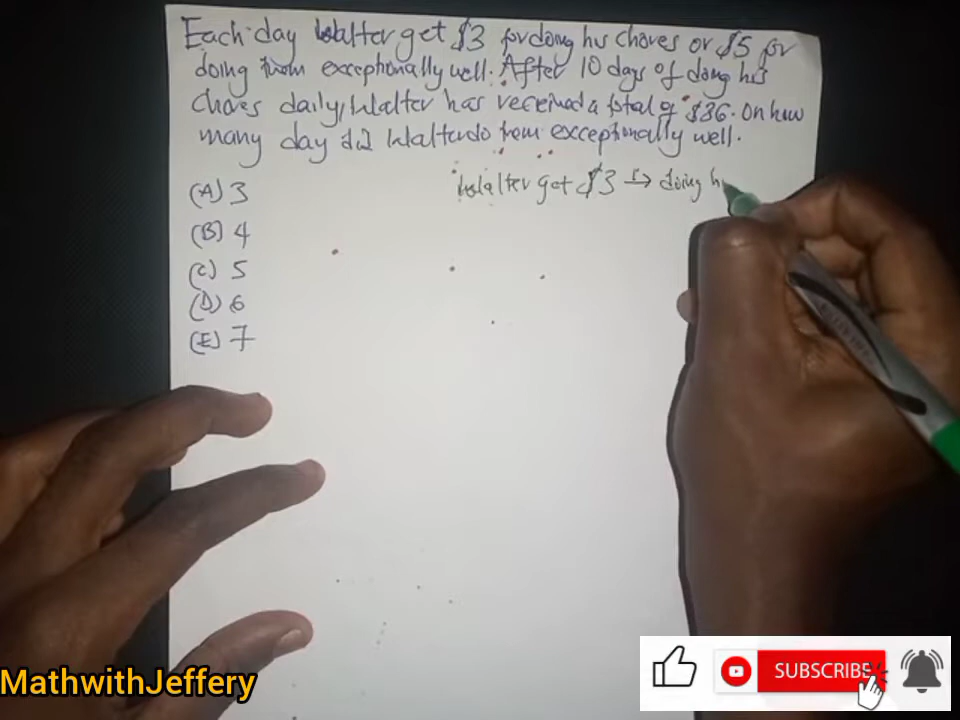 Each day Walter get $3 for doing his chores or $5 for
doing them exceptionally well. After 10 days of doing his
chores daily, Walter has received a total of $36. On how
many day did Walter do them exceptionally well.
Walter get $3 → doing h
(A) 3
(B) 4
(C) 5
(D) 6
(E) 7
MathwithJeffery
SUBSCRIBE